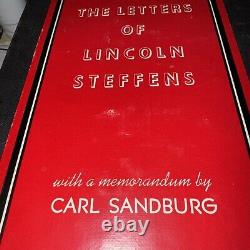 THE LETTERS
OF
LINCOLN
STEFFENS
with a memorandum by
CARL SANDBURG